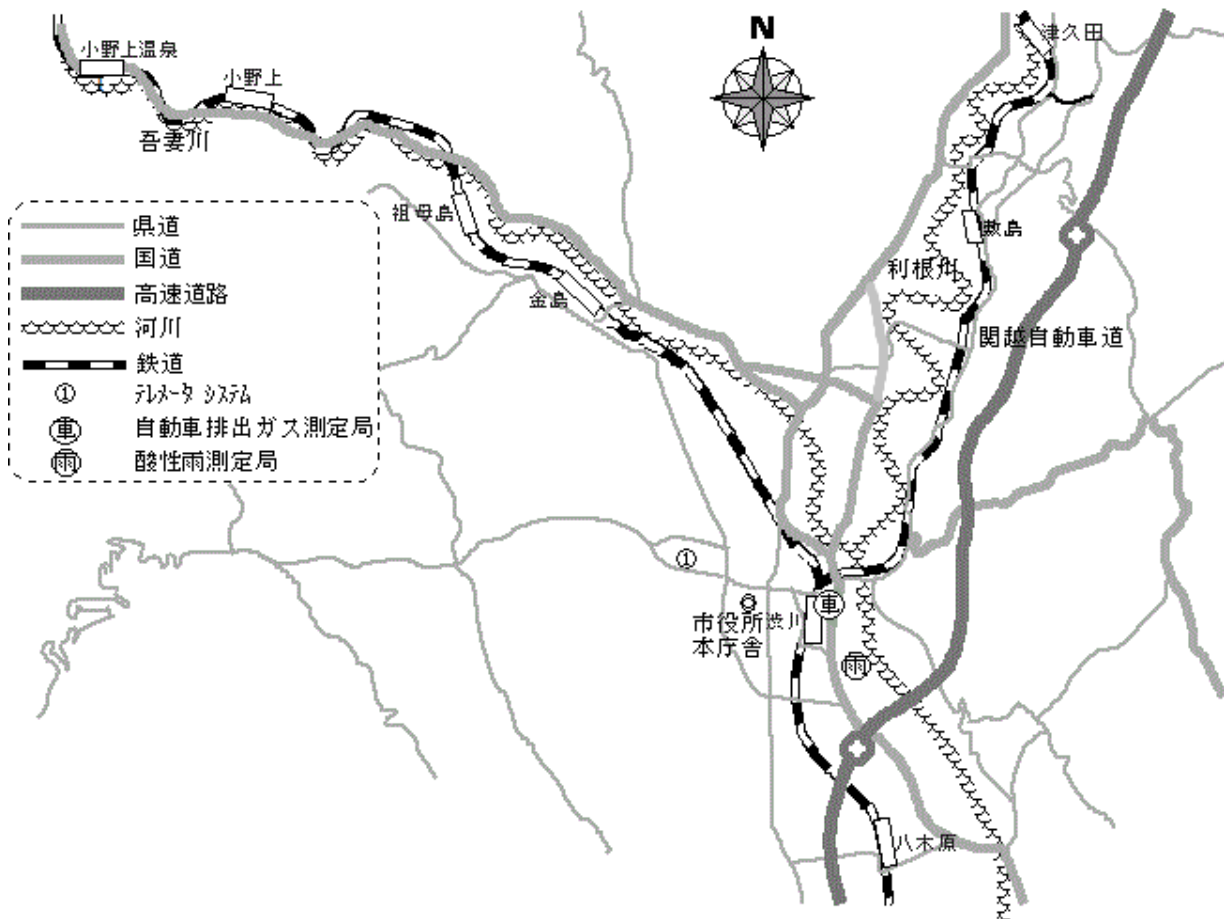 N
津久田
小野上温泉
小野上
吾妻川
祖母島
敷島
利根川
金島
関越自動車道
県道
国道
高速道路
河川
鉄道
① ﾃﾚﾒｰﾀ ｼｽﾃﾑ
車 自動車排出ガス測定局
雨 酸性雨測定局
①
◎
車
市役所
本庁舎
渋川
雨
八木原